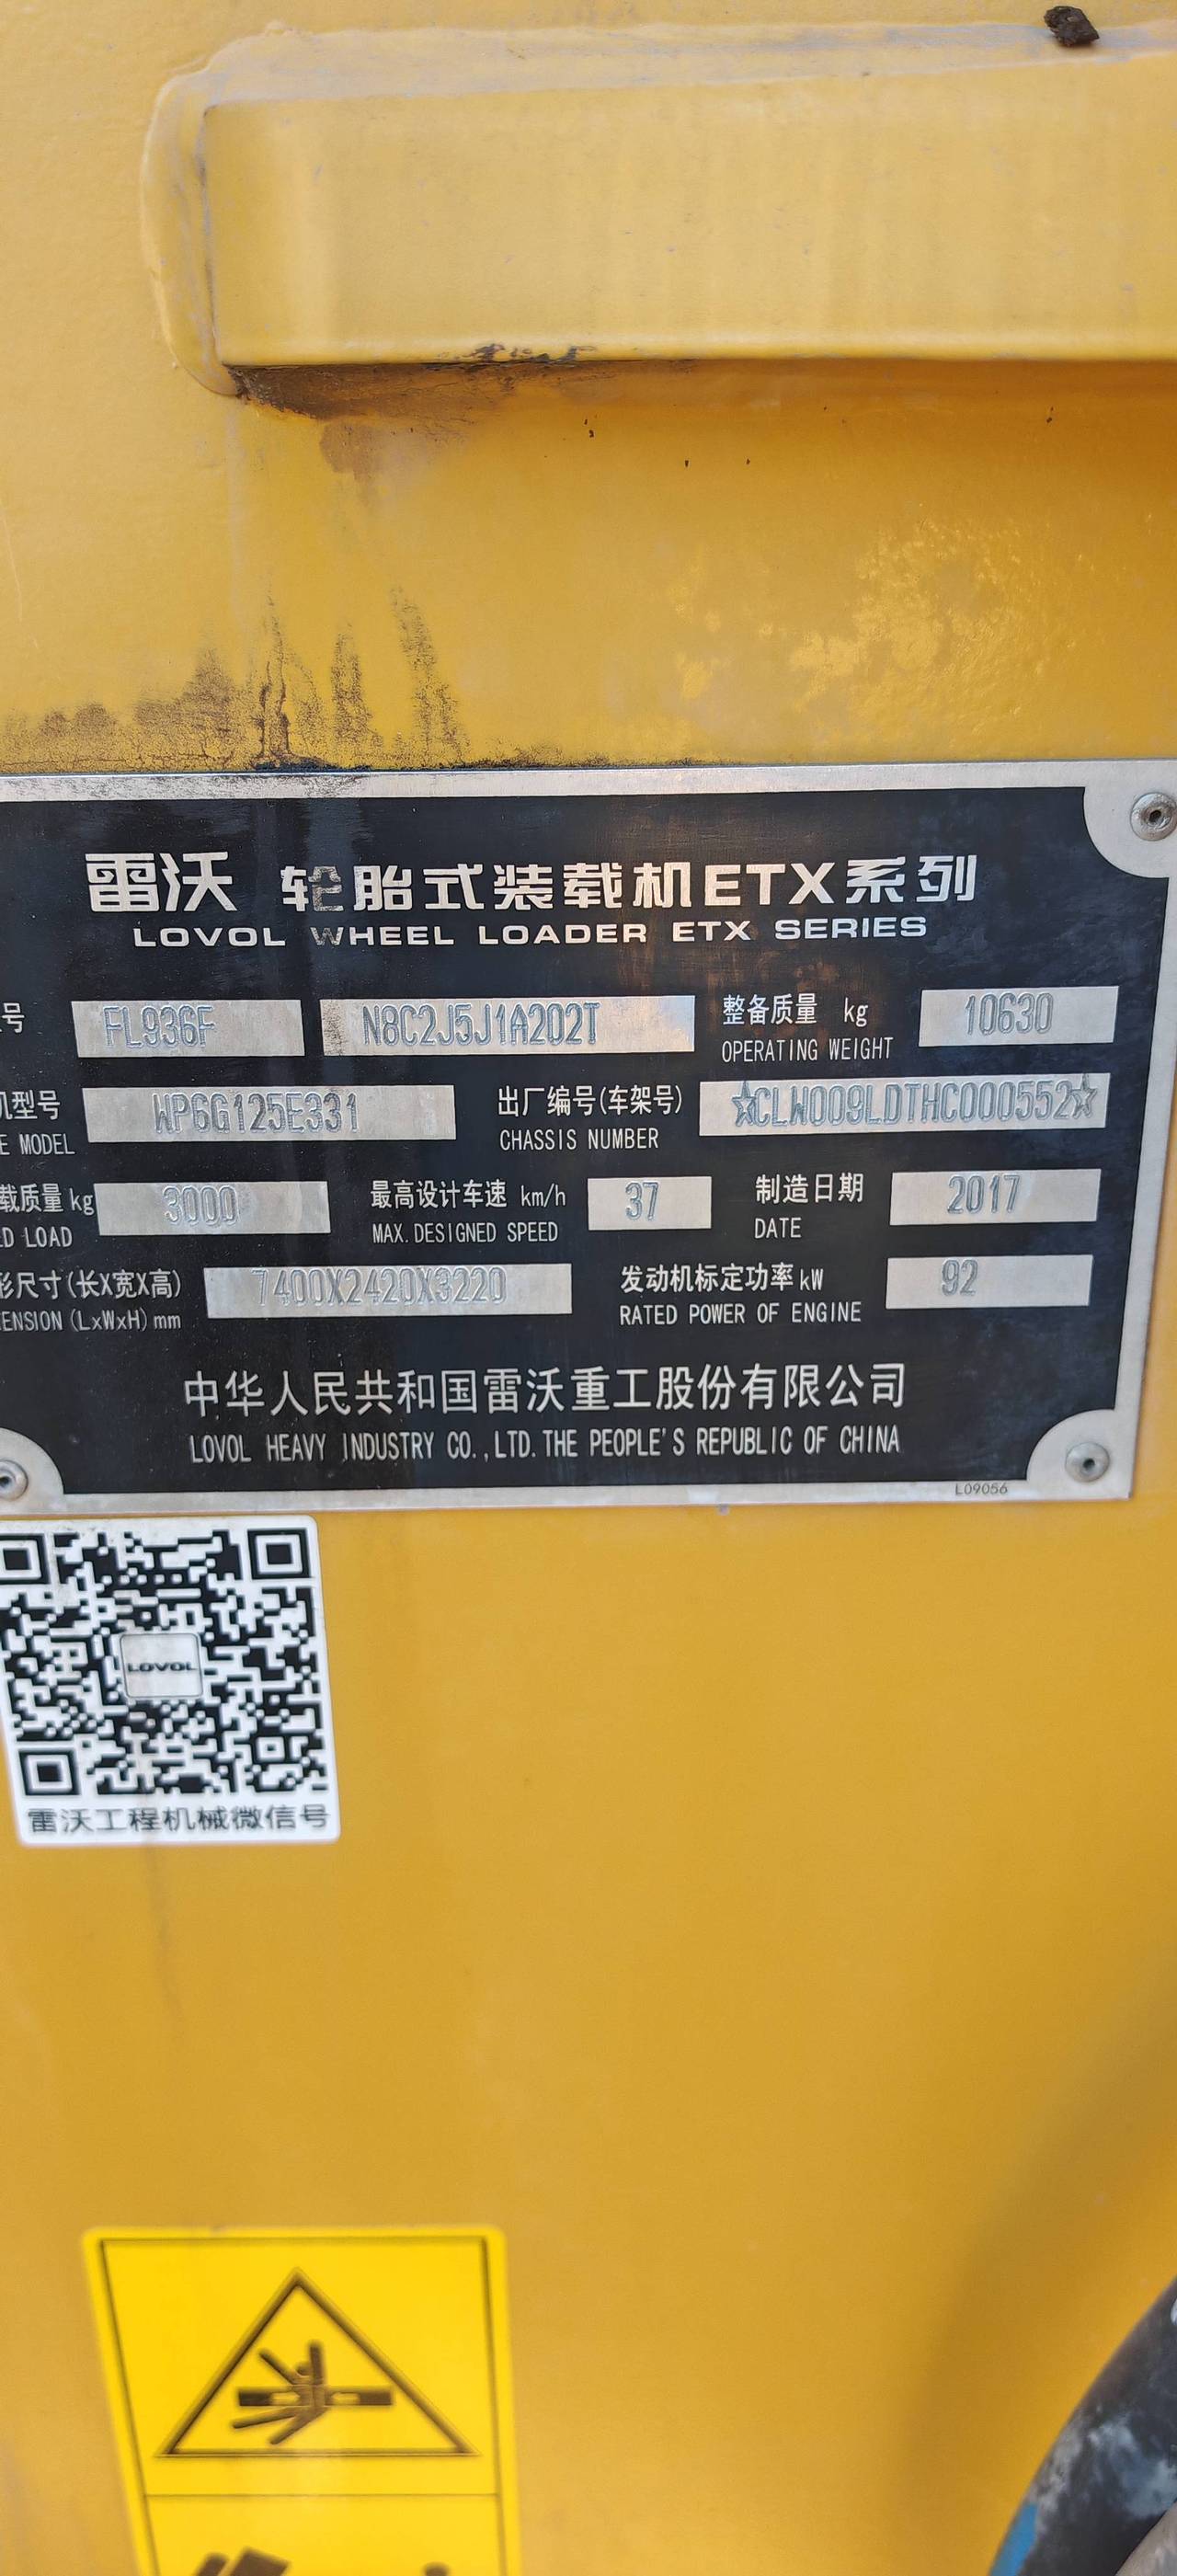 雷沃 轮胎式装载机ETX系列
LOVOL WHEEL LOADER ETX SERIES
号 FL936F N8C2J5J1A202T 整备质量 kg 10630
OPERATING WEIGHT
机型号 WP6G125E331 出厂编号(车架号) ☆CLW009LDTHC000552☆
E MODEL CHASSIS NUMBER
载质量kg 3000 最高设计车速 km/h 37 制造日期 2017
D LOAD MAX.DESIGNED SPEED DATE
形尺寸(长X宽X高) 7400X2420X3220 发动机标定功率kW 92
ENSION (LxWxH) mm RATED POWER OF ENGINE
中华人民共和国雷沃重工股份有限公司
LOVOL HEAVY INDUSTRY CO.,LTD.THE PEOPLE'S REPUBLIC OF CHINA
L09056
LOVOL
雷沃工程机械微信号